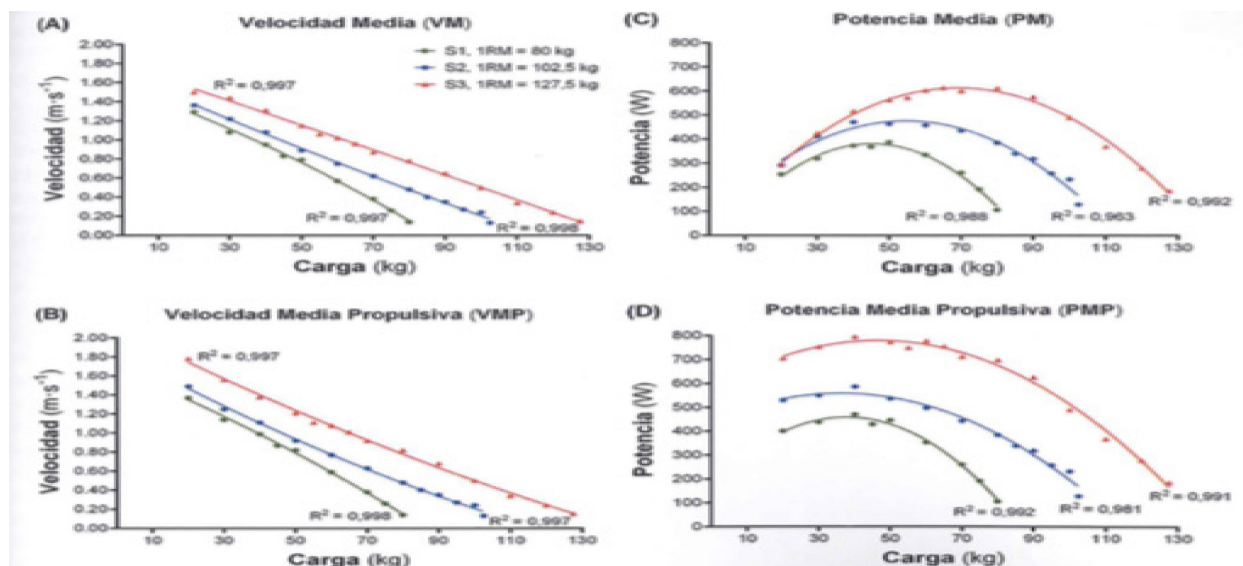 (A) Velocidad Media (VM)
2.00
1.80
1.60
1.40
1.20
1.00
0.80
0.60
0.40
0.20
0.00
Velocidad (m·s⁻¹)
S1, 1RM = 80 kg
S2, 1RM = 102,5 kg
S3, 1RM = 127,5 kg
R² = 0,997
R² = 0,997
R² = 0,998
10 30 50 70 90 110 130
Carga (kg)
(C) Potencia Media (PM)
800
700
600
500
400
300
200
100
0
Potencia (W)
R² = 0,988
R² = 0,963
R² = 0,992
10 30 50 70 90 110 130
Carga (kg)
(B) Velocidad Media Propulsiva (VMP)
2.00
1.80
1.60
1.40
1.20
1.00
0.80
0.60
0.40
0.20
0.00
Velocidad (m·s⁻¹)
R² = 0,997
R² = 0,998
R² = 0,997
10 30 50 70 90 110 130
Carga (kg)
(D) Potencia Media Propulsiva (PMP)
800
700
600
500
400
300
200
100
0
Potencia (W)
R² = 0,992
R² = 0,981
R² = 0,991
10 30 50 70 90 110 130
Carga (kg)